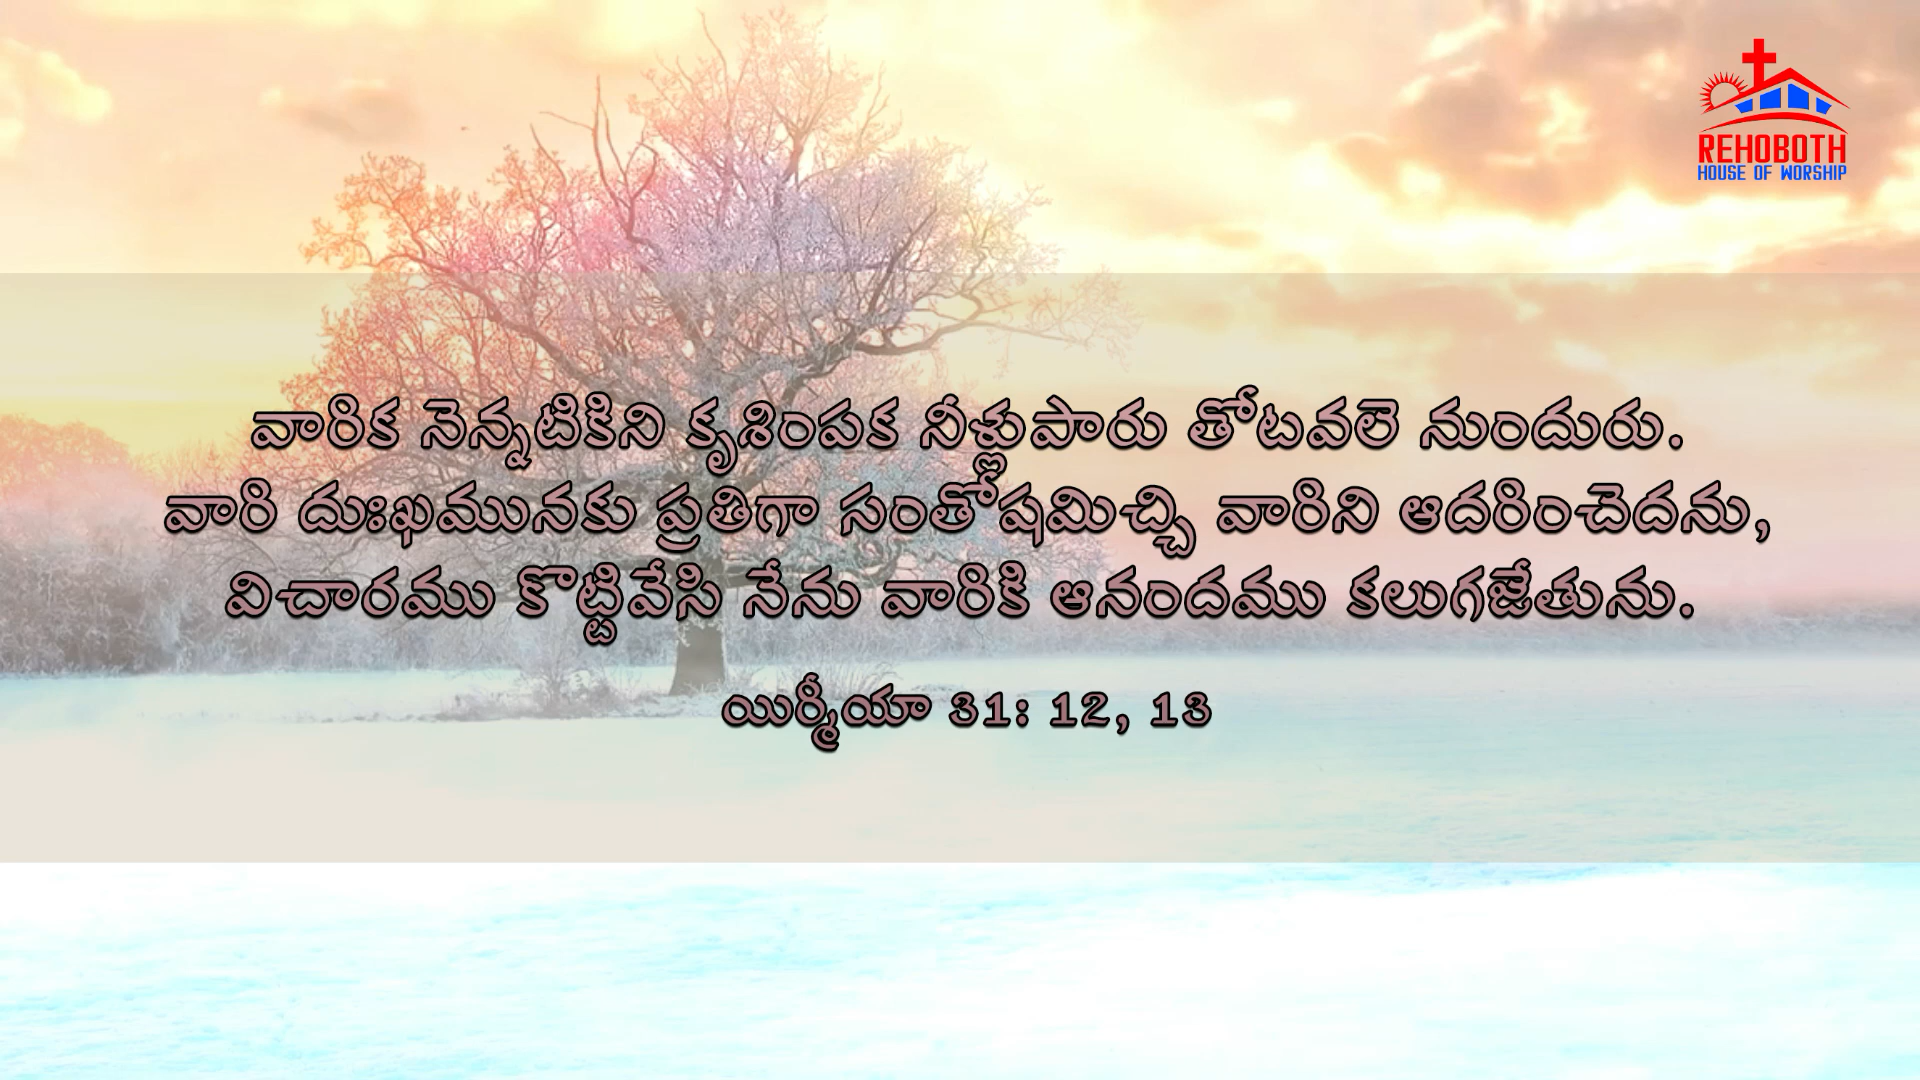 REHOBOTH
HOUSE OF WORSHIP
వారిక నెన్నటికిని కృశింపక నీళ్లుపారు తోటవలె నుందురు.
వారి దుఃఖమునకు ప్రతిగా సంతోషమిచ్చి వారిని ఆదరించెదను,
విచారము కొట్టివేసి నేను వారికి ఆనందము కలుగజేతును.
యిర్మీయా 31: 12, 13